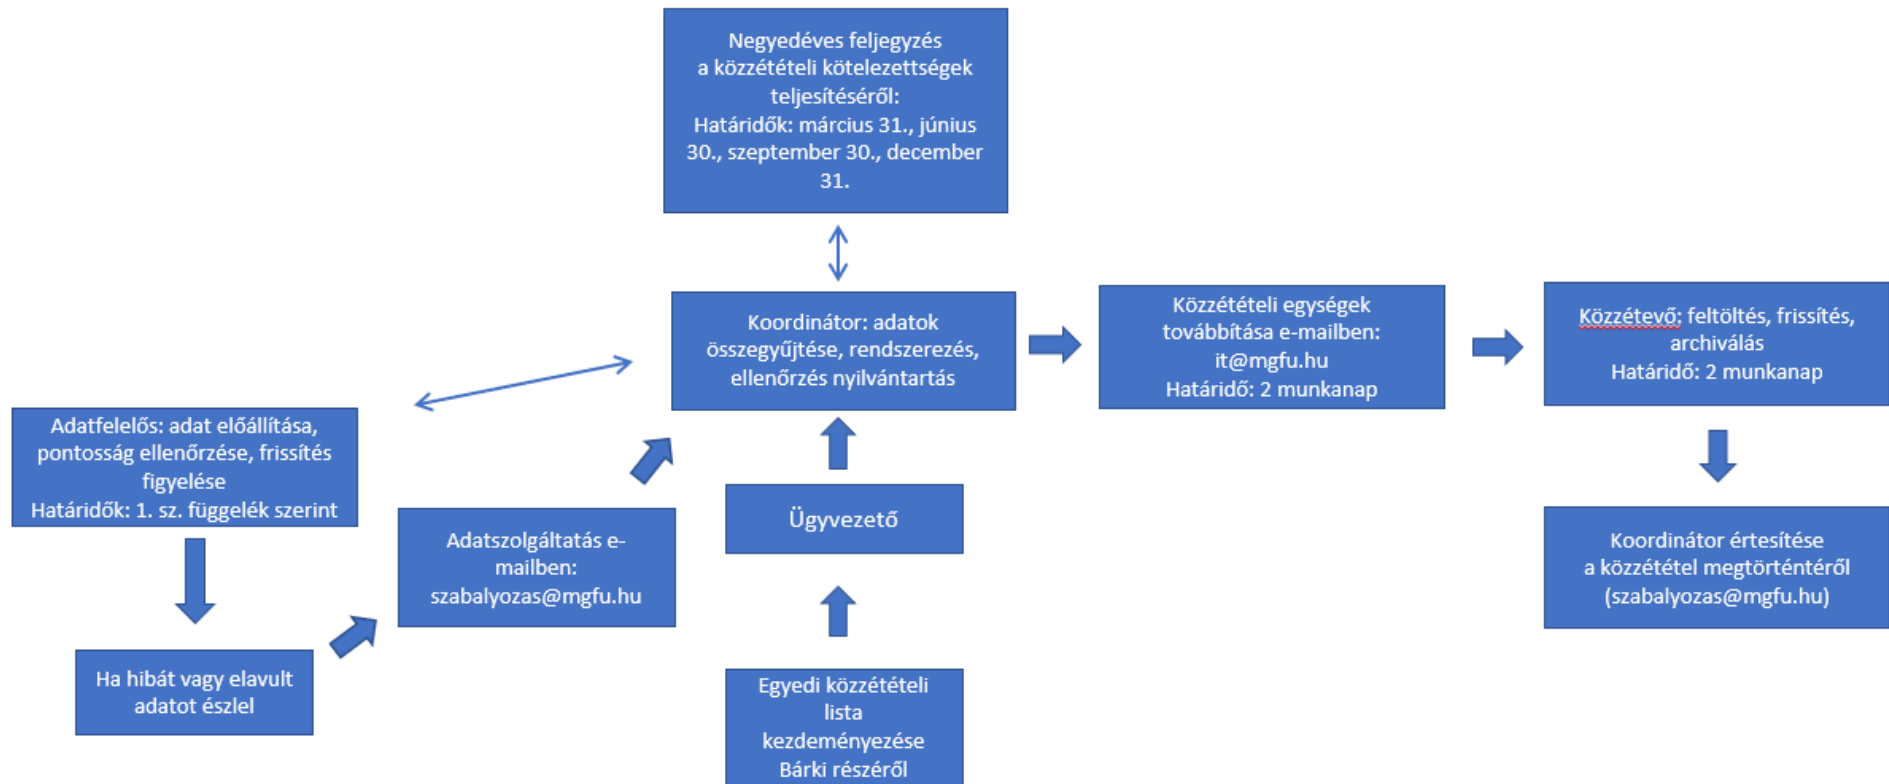 Negyedéves feljegyzés
a közzétételi kötelezettségek
teljesítéséről:
Határidők: március 31., június
30., szeptember 30., december
31.
Koordinátor: adatok
összegyűjtése, rendszerezés,
ellenőrzés nyilvántartás
Közzétételi egységek
továbbítása e-mailben:
it@mgfu.hu
Határidő: 2 munkanap
Közzétevő: feltöltés, frissítés,
archiválás
Határidő: 2 munkanap
Adatfelelős: adat előállítása,
pontosság ellenőrzése, frissítés
figyelése
Határidők: 1. sz. függelék szerint
Adatszolgáltatás e-
mailben:
szabalyozas@mgfu.hu
Ügyvezető
Koordinátor értesítése
a közzététel megtörténtéről
(szabalyozas@mgfu.hu)
Ha hibát vagy elavult
adatot észlel
Egyedi közzétételi
lista
kezdeményezése
Bárki részéről